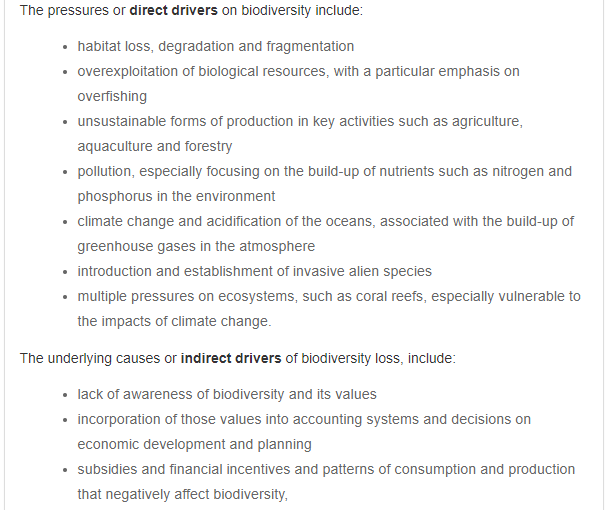 The pressures or direct drivers on biodiversity include:
• habitat loss, degradation and fragmentation
• overexploitation of biological resources, with a particular emphasis on
overfishing
• unsustainable forms of production in key activities such as agriculture,
aquaculture and forestry
• pollution, especially focusing on the build-up of nutrients such as nitrogen and
phosphorus in the environment
• climate change and acidification of the oceans, associated with the build-up of
greenhouse gases in the atmosphere
• introduction and establishment of invasive alien species
• multiple pressures on ecosystems, such as coral reefs, especially vulnerable to
the impacts of climate change.
The underlying causes or indirect drivers of biodiversity loss, include:
• lack of awareness of biodiversity and its values
• incorporation of those values into accounting systems and decisions on
economic development and planning
• subsidies and financial incentives and patterns of consumption and production
that negatively affect biodiversity,